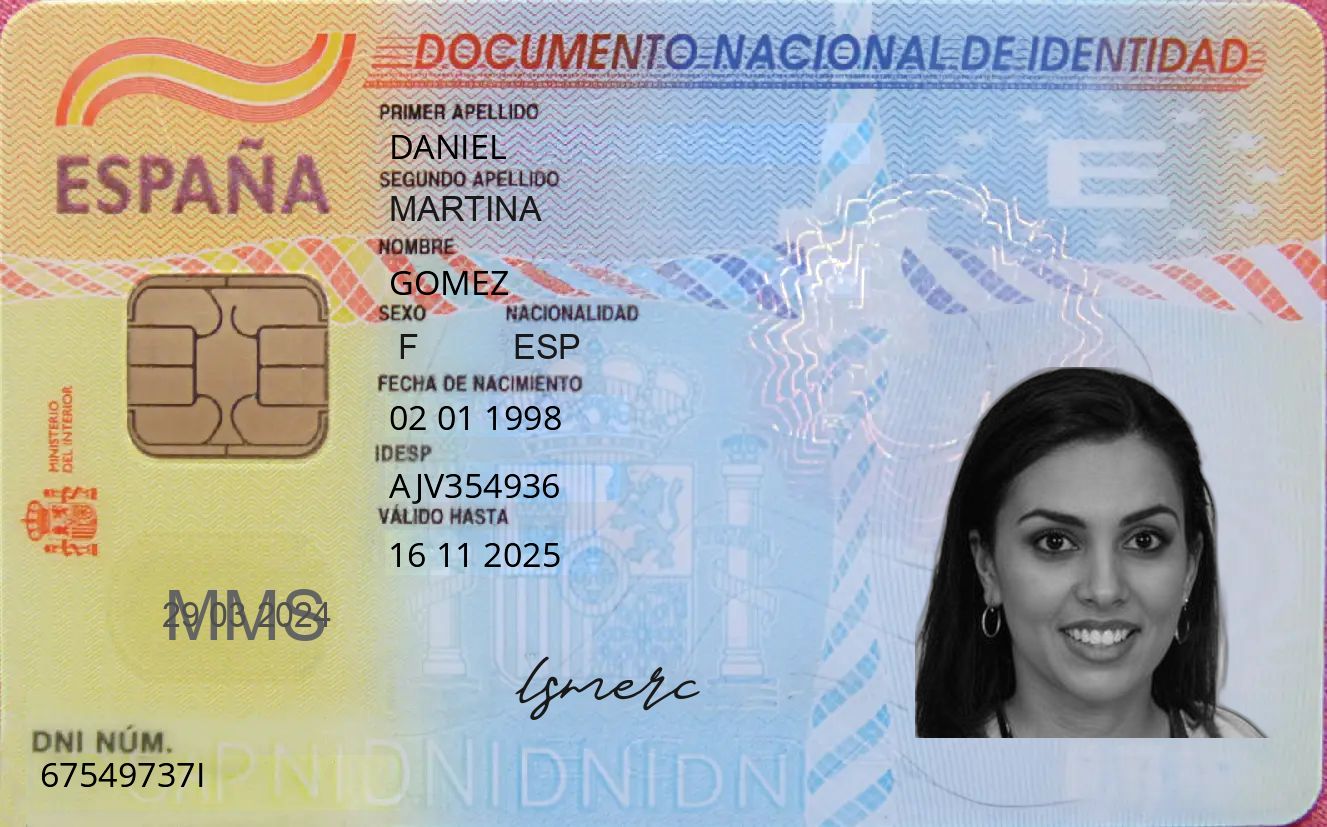 DOCUMENTO NACIONAL DE IDENTIDAD
ESPAÑA
PRIMER APELLIDO
DANIEL
SEGUNDO APELLIDO
MARTINA
NOMBRE
GOMEZ
SEXO NACIONALIDAD
F ESP
FECHA DE NACIMIENTO
02 01 1998
IDESP
AJV354936
VÁLIDO HASTA
16 11 2025
MINISTERIO
DEL INTERIOR
E
MMS
29 03 2024
lsmerc
DNI NÚM.
67549737I
DNIDNIDNIDNI